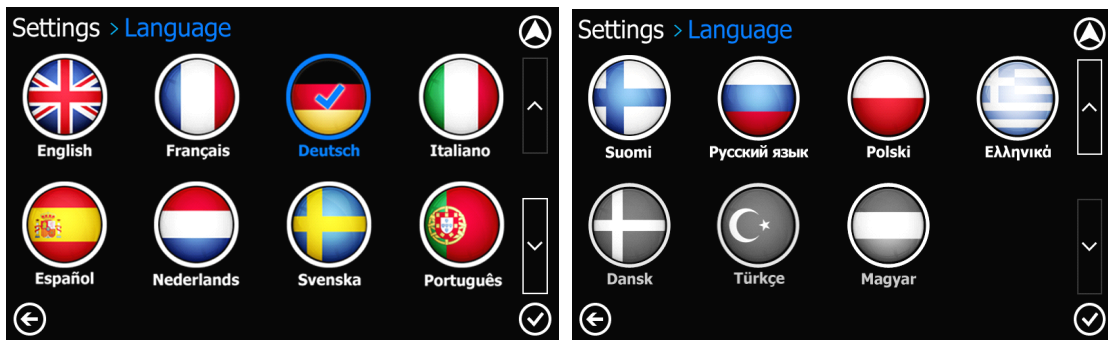 Settings > Language
English Français Deutsch Italiano
Español Nederlands Svenska Português
Settings > Language
Suomi Русский язык Polski Ελληνικά
Dansk Türkçe Magyar